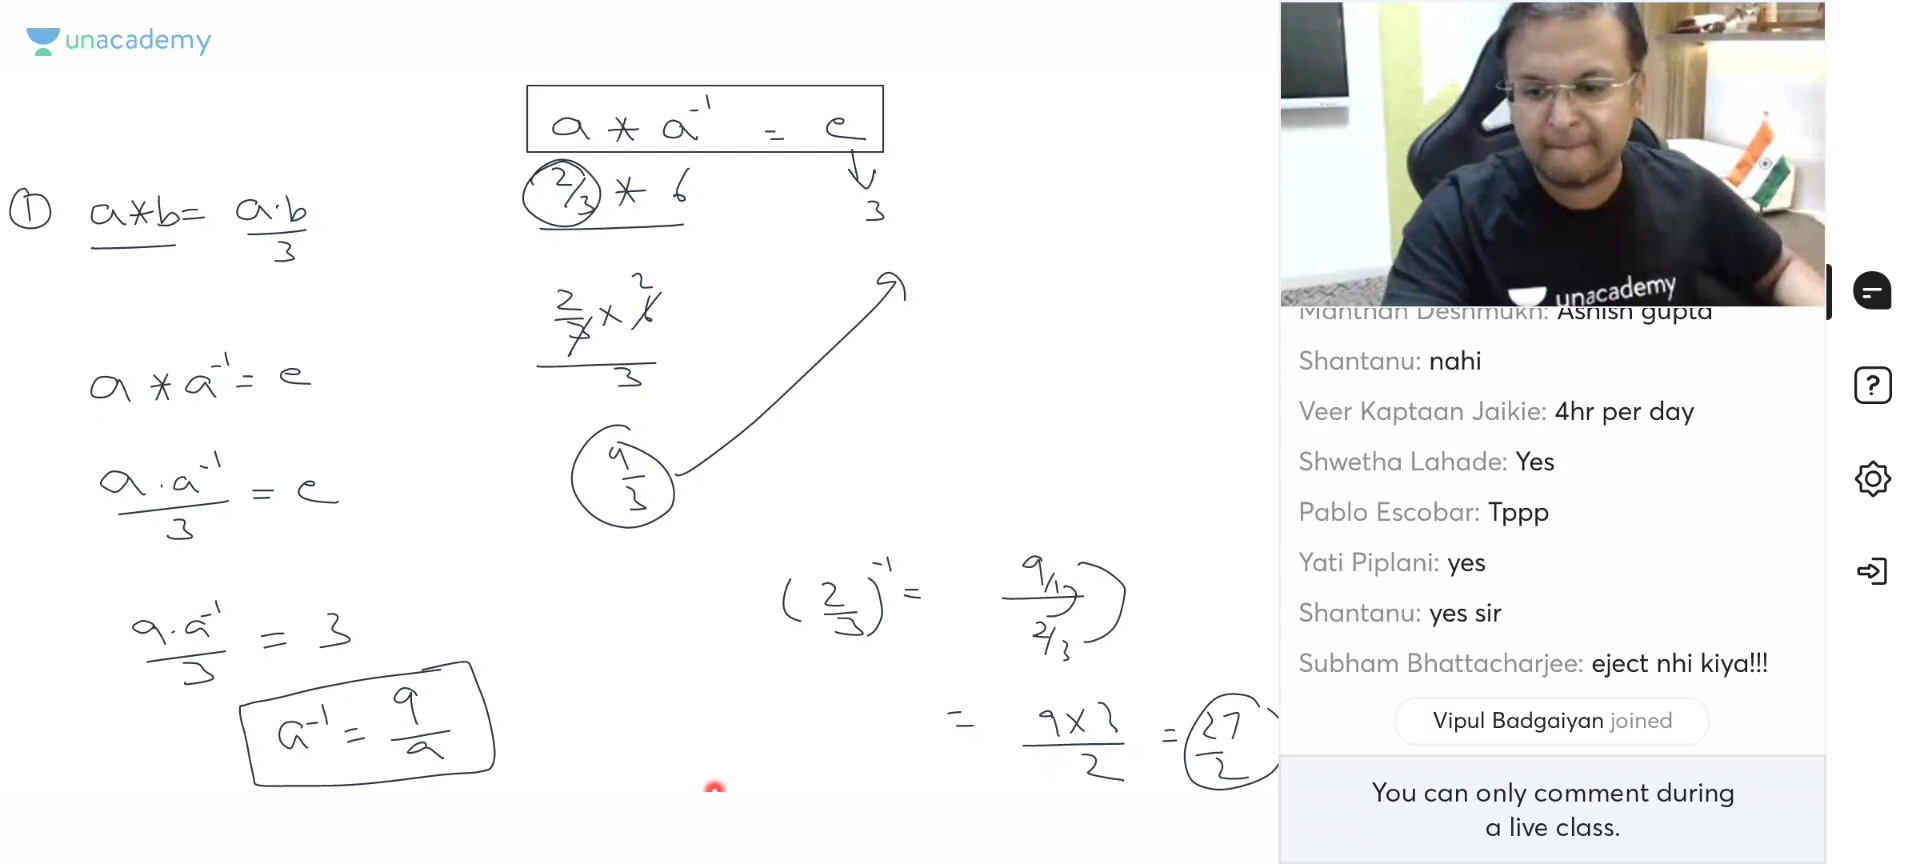 unacademy
a * a⁻¹ = e
2/3 * 6
3
① a*b = a·b/3
2/3 × 6 2
3
a * a⁻¹ = e
a·a⁻¹/3 = e
4/3
(2/3)⁻¹ =
2/3
a·a⁻¹/3 = 3
a⁻¹ = 9/a
= 9×3/2 = 27/2
unacademy
Manthan Deshmukh: Ashish gupta
Shantanu: nahi
Veer Kaptaan Jaikie: 4hr per day
Shwetha Lahade: Yes
Pablo Escobar: Tppp
Yati Piplani: yes
Shantanu: yes sir
Subham Bhattacharjee: eject nhi kiya!!!
Vipul Badgaiyan joined
You can only comment during
a live class.